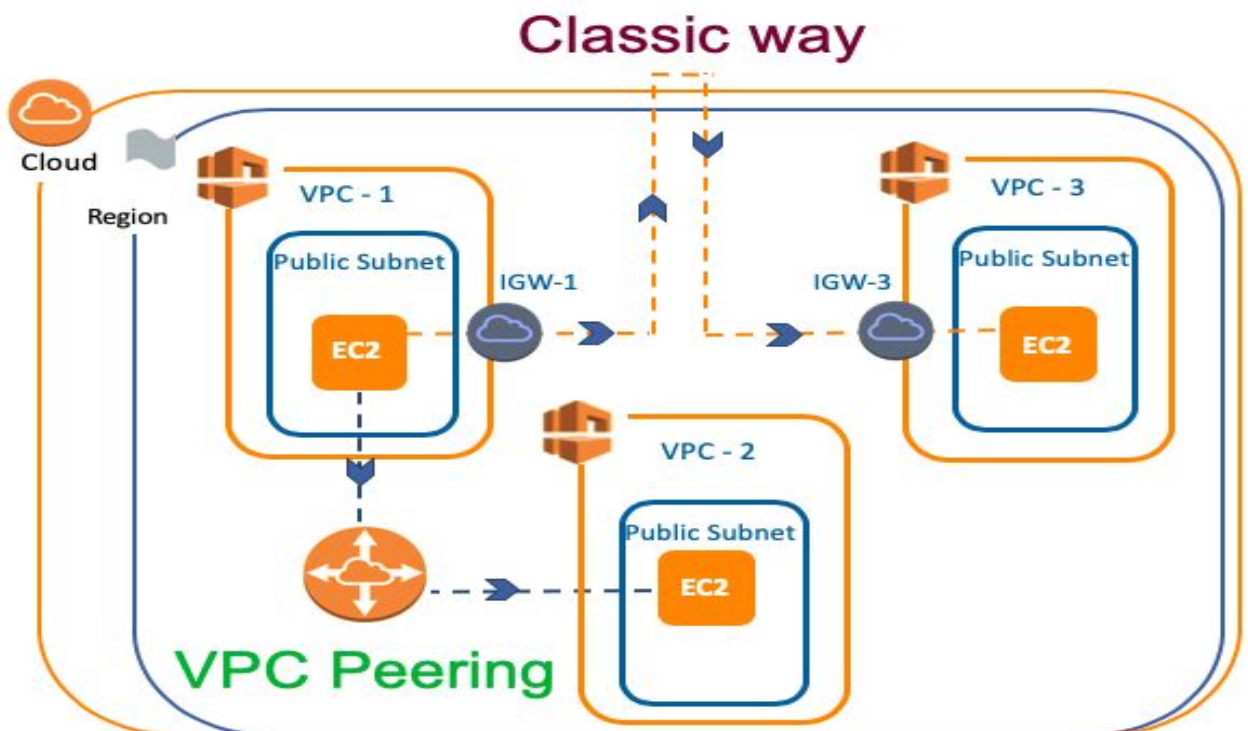 Classic way
Cloud
Region
VPC - 1
Public Subnet
EC2
IGW-1
IGW-3
VPC - 3
Public Subnet
EC2
VPC - 2
Public Subnet
EC2
VPC Peering